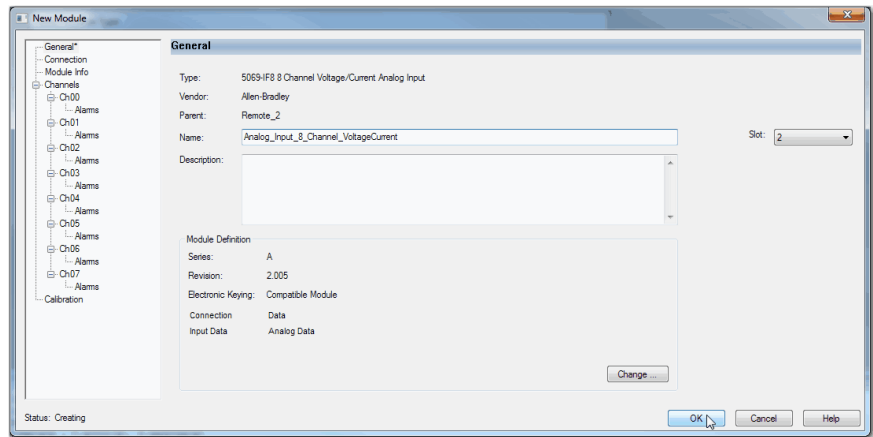 New Module
General*
Connection
Module Info
Channels
Ch00
Alarms
Ch01
Alarms
Ch02
Alarms
Ch03
Alarms
Ch04
Alarms
Ch05
Alarms
Ch06
Alarms
Ch07
Alarms
Calibration
General
Type: 5069-IF8 8 Channel Voltage/Current Analog Input
Vendor: Allen-Bradley
Parent: Remote_2
Name: Analog_Input_8_Channel_VoltageCurrent
Slot: 2
Description:
Module Definition
Series: A
Revision: 2.005
Electronic Keying: Compatible Module
Connection Data
Input Data Analog Data
Change ...
Status: Creating
OK Cancel Help